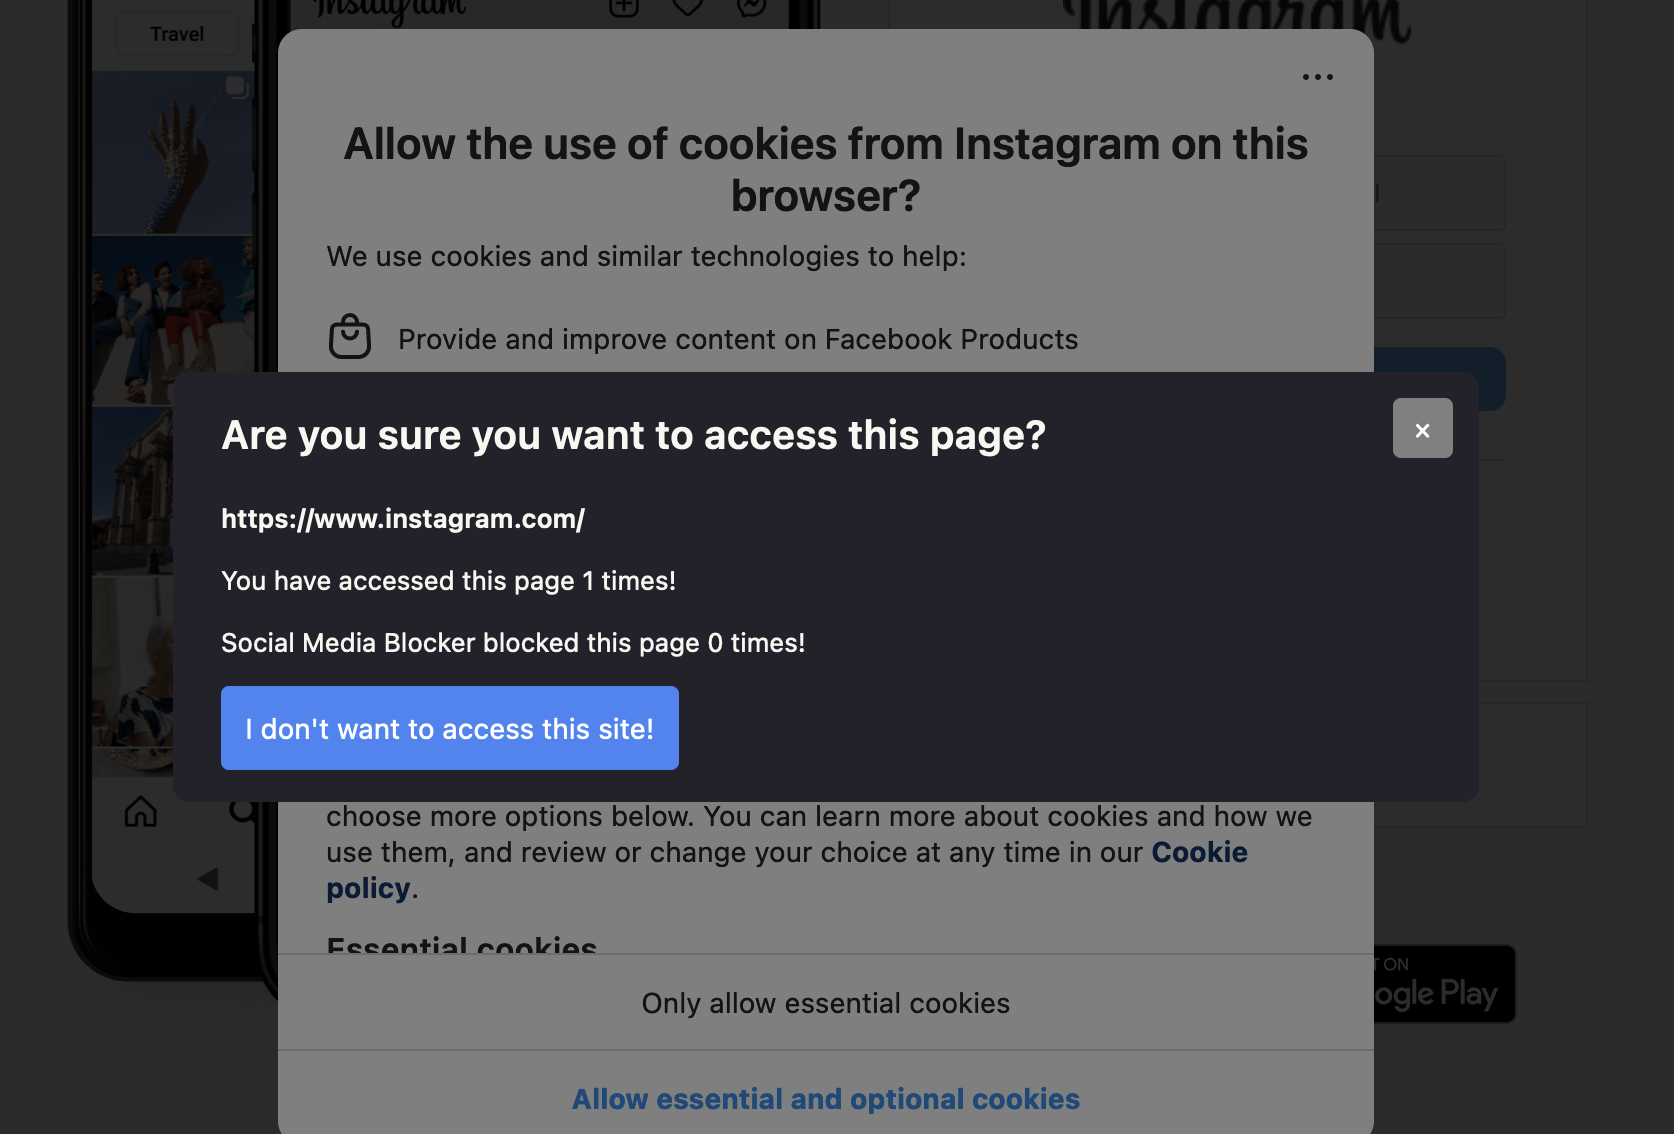 Instagram
Instagram
Travel
Allow the use of cookies from Instagram on this
browser?
We use cookies and similar technologies to help:
Provide and improve content on Facebook Products
Are you sure you want to access this page?
×
https://www.instagram.com/
You have accessed this page 1 times!
Social Media Blocker blocked this page 0 times!
I don't want to access this site!
choose more options below. You can learn more about cookies and how we
use them, and review or change your choice at any time in our Cookie
policy.
Essential cookies
Only allow essential cookies
Allow essential and optional cookies
T ON
ogle Play